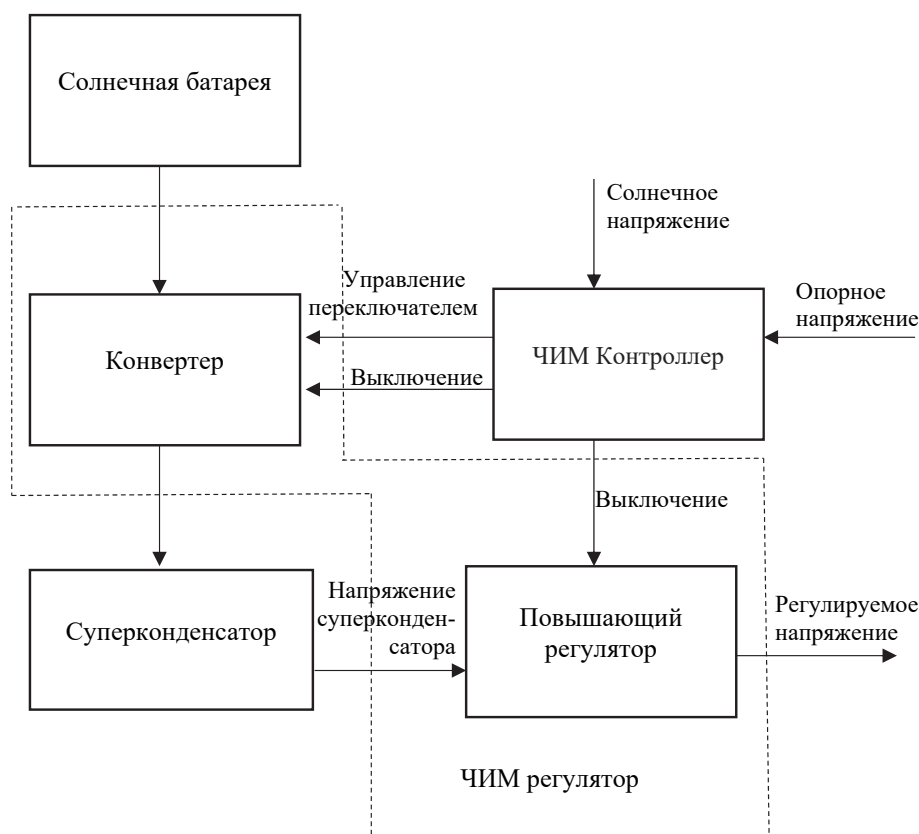 Солнечная батарея
Солнечное
напряжение
Управление
переключателем
Опорное
напряжение
Конвертер
ЧИМ Контроллер
Выключение
Выключение
Напряжение
суперконден-
сатора
Суперконденсатор
Повышающий
регулятор
Регулируемое
напряжение
ЧИМ регулятор